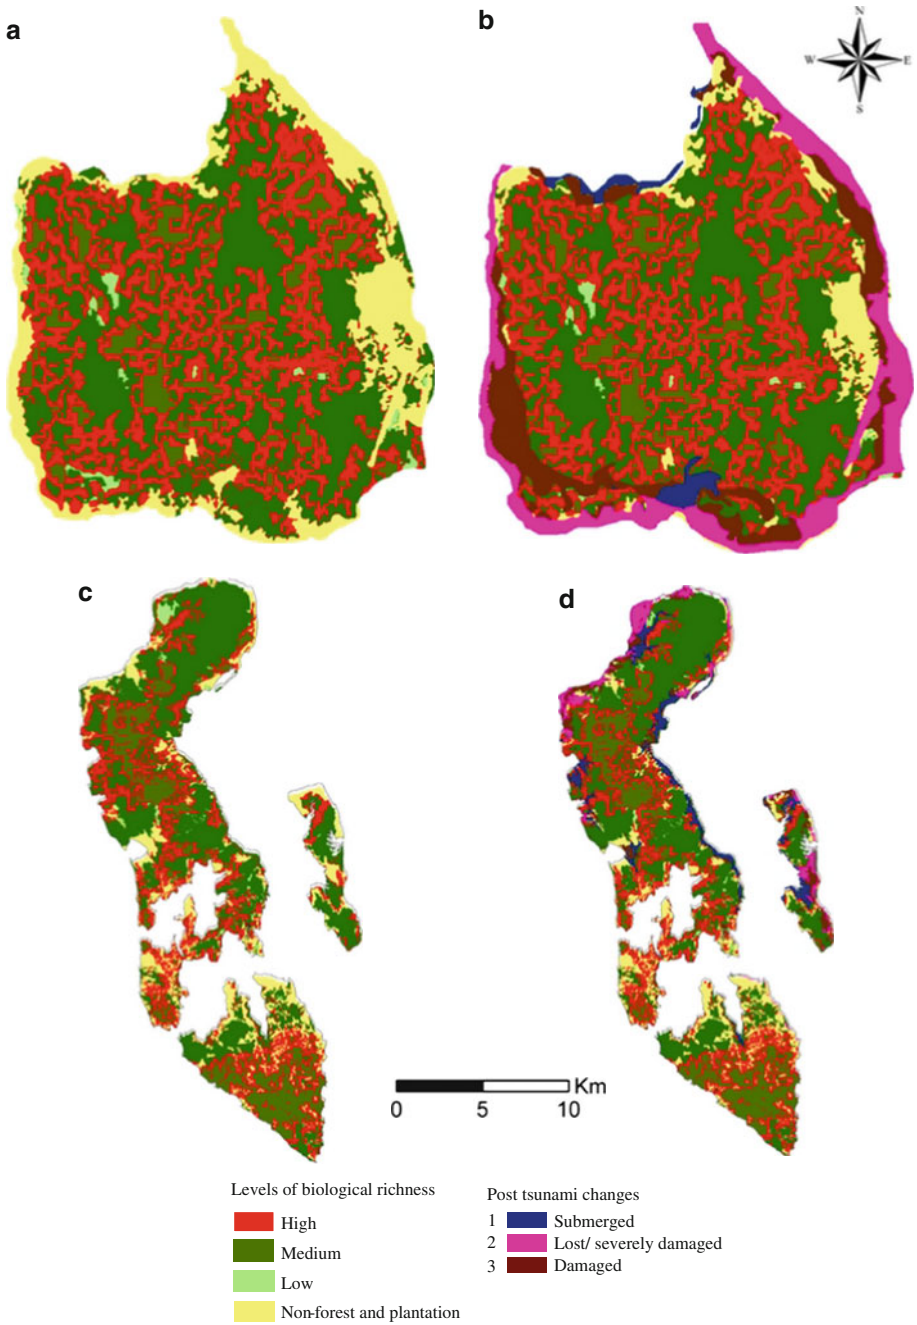 a
b
N
W
E
S
c
d
Km
0 5 10
Levels of biological richness
High
Medium
Low
Non-forest and plantation
Post tsunami changes
1 Submerged
2 Lost/ severely damaged
3 Damaged